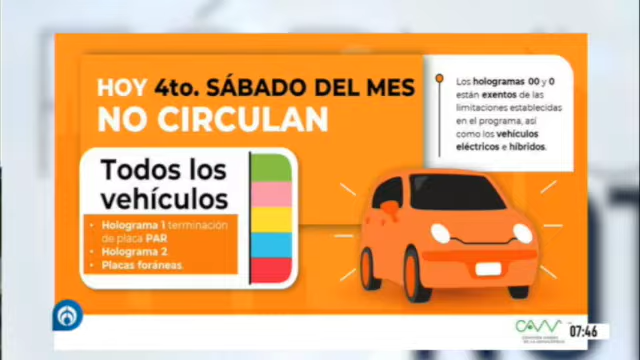 HOY 4to. SÁBADO DEL MES
NO CIRCULAN
Los hologramas 00 y 0
están exentos de las
limitaciones establecidas
en el programa, así
como los vehículos
eléctricos e híbridos.
Todos los
vehículos
• Holograma 1 terminación
de placa PAR
• Holograma 2
• Placas foráneas.
07:46